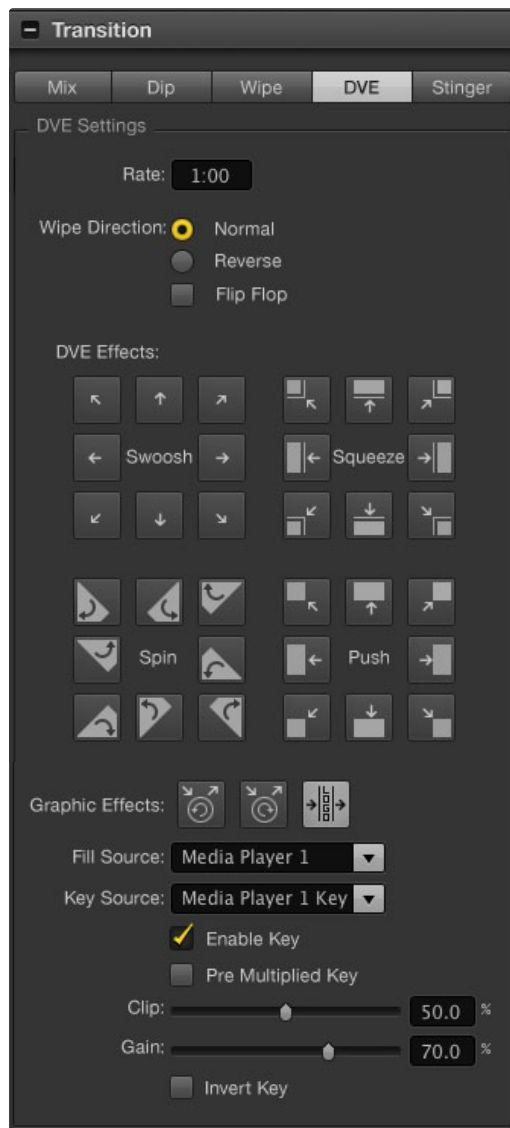 Transition
Mix Dip Wipe DVE Stinger
DVE Settings
Rate: 1:00
Wipe Direction: Normal
Reverse
Flip Flop
DVE Effects:
Swoosh Squeeze
Spin Push
Graphic Effects: LOGO
Fill Source: Media Player 1
Key Source: Media Player 1 Key
Enable Key
Pre Multiplied Key
Clip: 50.0 %
Gain: 70.0 %
Invert Key